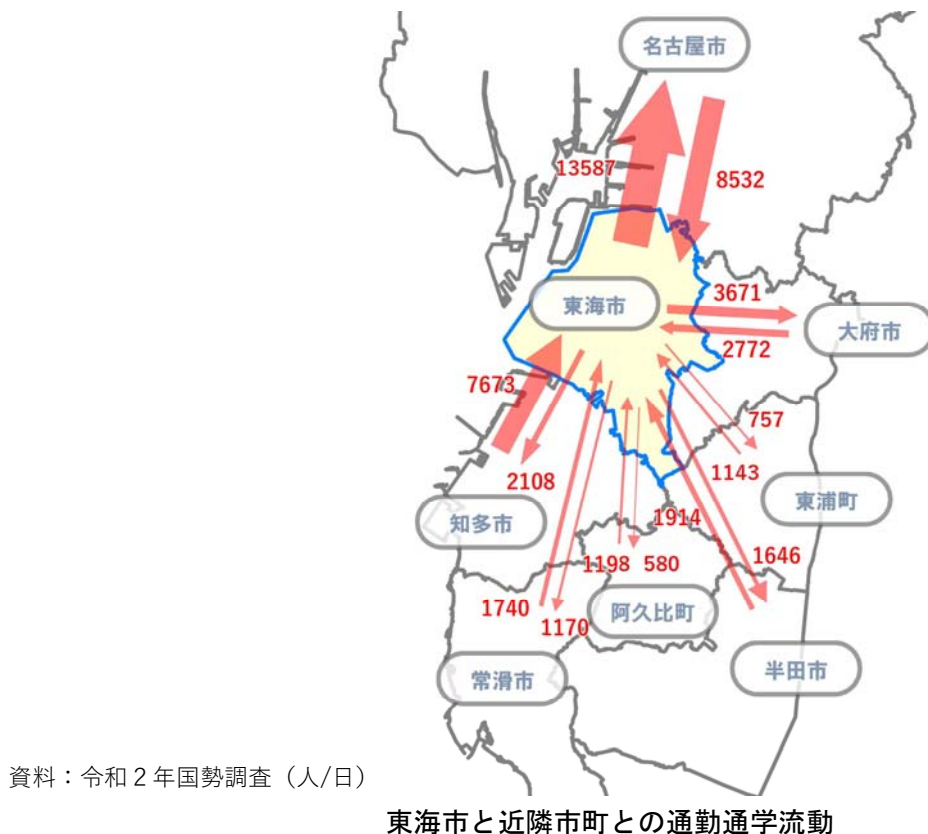 名古屋市
13587
8532
東海市
3671
大府市
2772
7673
757
2108
1143
東浦町
知多市
1914
1198
580
1646
1740
1170
阿久比町
常滑市
半田市
資料：令和２年国勢調査（人/日）
東海市と近隣市町との通勤通学流動